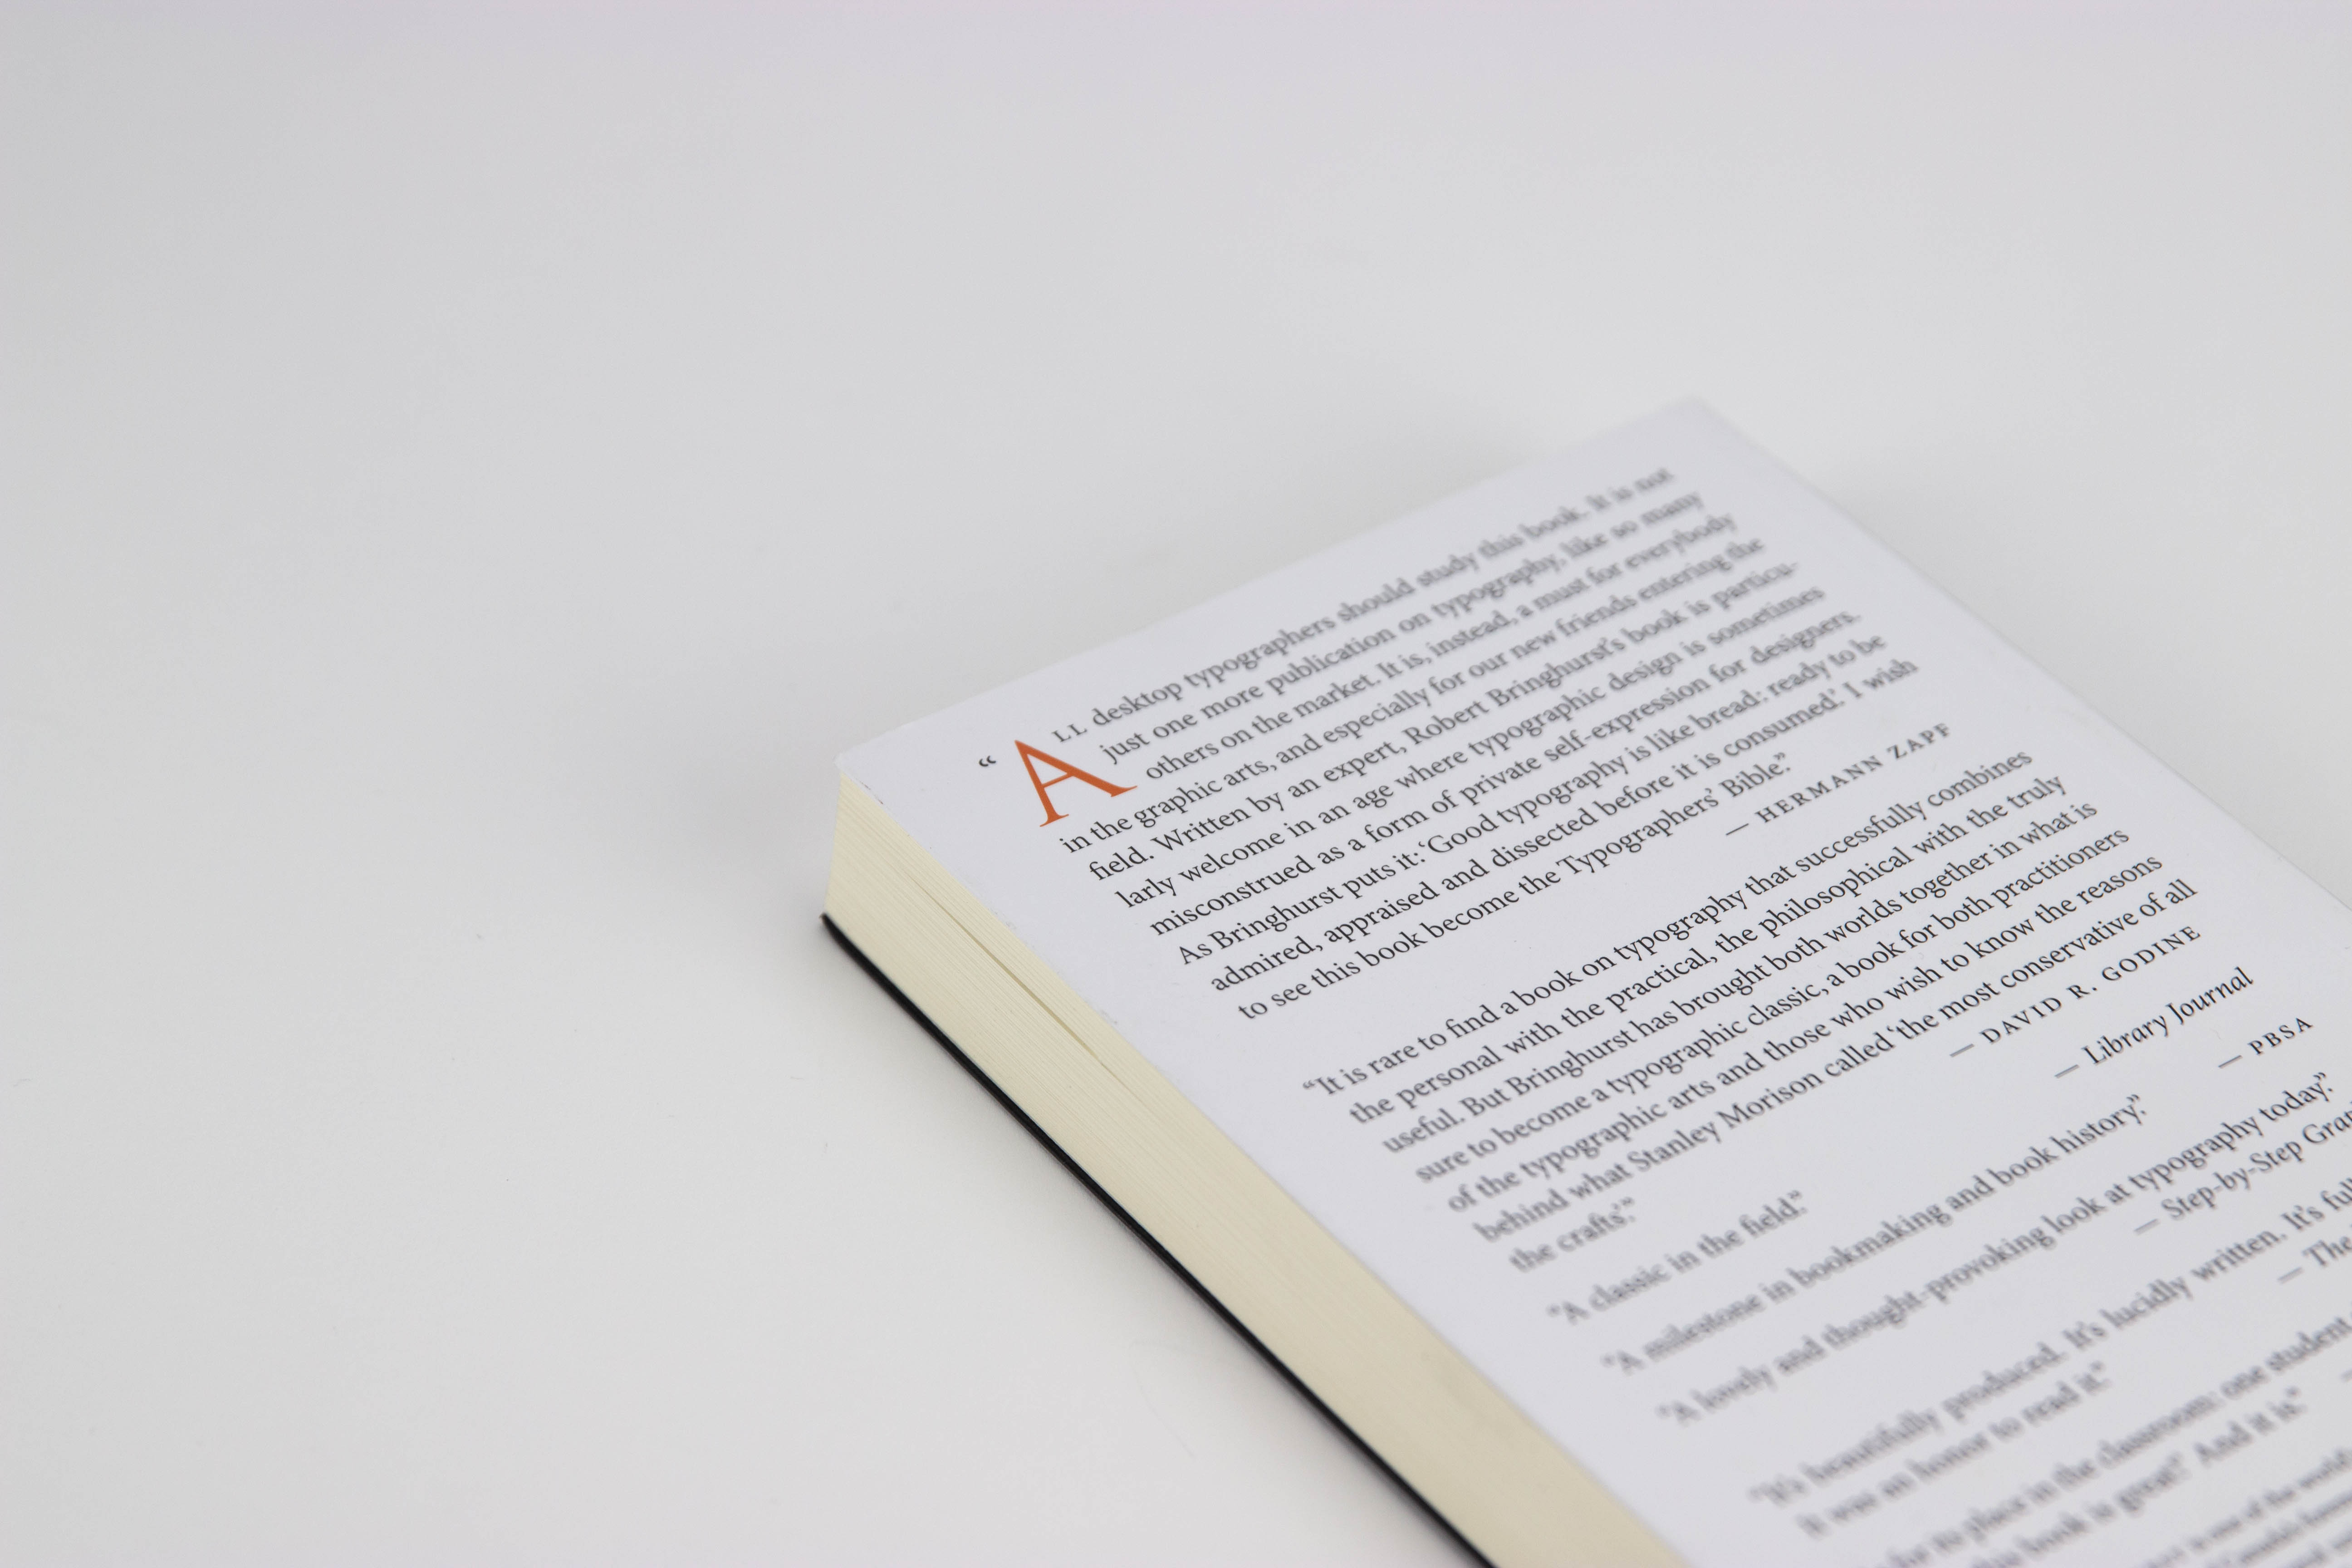 “ALL desktop typographers should study this book. It is not
just one more publication on typography, like so many
others on the market. It is, instead, a must for everybody
in the graphic arts, and especially for our new friends entering the
field. Written by an expert, Robert Bringhurst’s book is particu-
larly welcome in an age where typographic design is sometimes
misconstrued as a form of private self-expression for designers.
As Bringhurst puts it: ‘Good typography is like bread: ready to be
admired, appraised and dissected before it is consumed.’ I wish
to see this book become the Typographers’ Bible.”
— HERMANN ZAPF
“It is rare to find a book on typography that successfully combines
the personal with the practical, the philosophical with the truly
useful. But Bringhurst has brought both worlds together in what is
sure to become a typographic classic, a book for both practitioners
of the typographic arts and those who wish to know the reasons
behind what Stanley Morison called ‘the most conservative of all
the crafts’.”
— DAVID R. GODINE
“A classic in the field.”
— Library Journal
“A milestone in bookmaking and book history.”
— PBSA
“A lovely and thought-provoking look at typography today.”
— Step-by-Step
“It’s beautifully produced. It’s lucidly written. It’s
it was an honor to read it.”
— The
for its place in the classroom: one student
this book is great!’ And it is.”
is one of the world’s